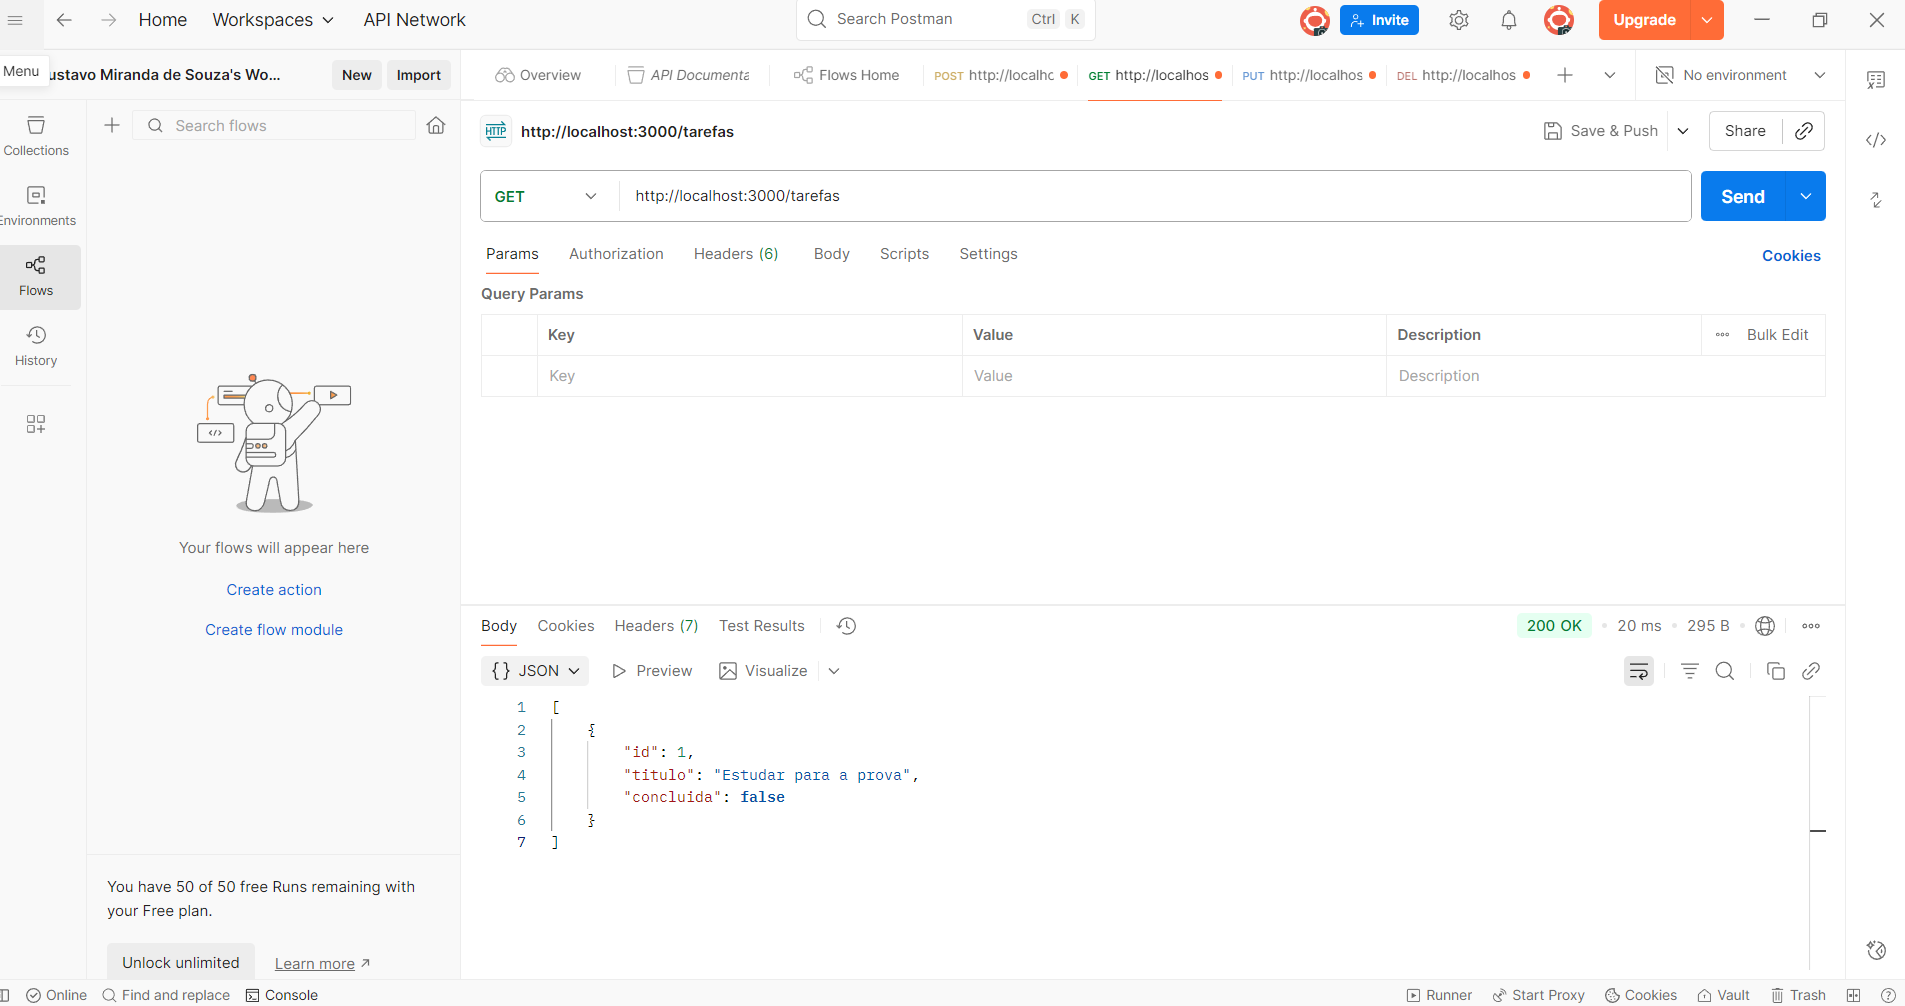 Home Workspaces API Network Search Postman Ctrl K Invite Upgrade
Menu ustavo Miranda de Souza's Wo... New Import Overview API Documenta Flows Home POST http://localhc GET http://localhos PUT http://localhos DEL http://localhos No environment
Collections
Environments
Flows
History
Search flows
Your flows will appear here
Create action
Create flow module
You have 50 of 50 free Runs remaining with
your Free plan.
Unlock unlimited Learn more
HTTP http://localhost:3000/tarefas Save & Push Share
GET http://localhost:3000/tarefas Send
Params Authorization Headers (6) Body Scripts Settings Cookies
Query Params
Key Value Description Bulk Edit
Key Value Description
Body Cookies Headers (7) Test Results 200 OK 20 ms 295 B
{} JSON Preview Visualize
1 [
2 {
3 "id": 1,
4 "titulo": "Estudar para a prova",
5 "concluida": false
6 }
7 ]
Online Find and replace Console Runner Start Proxy Cookies Vault Trash